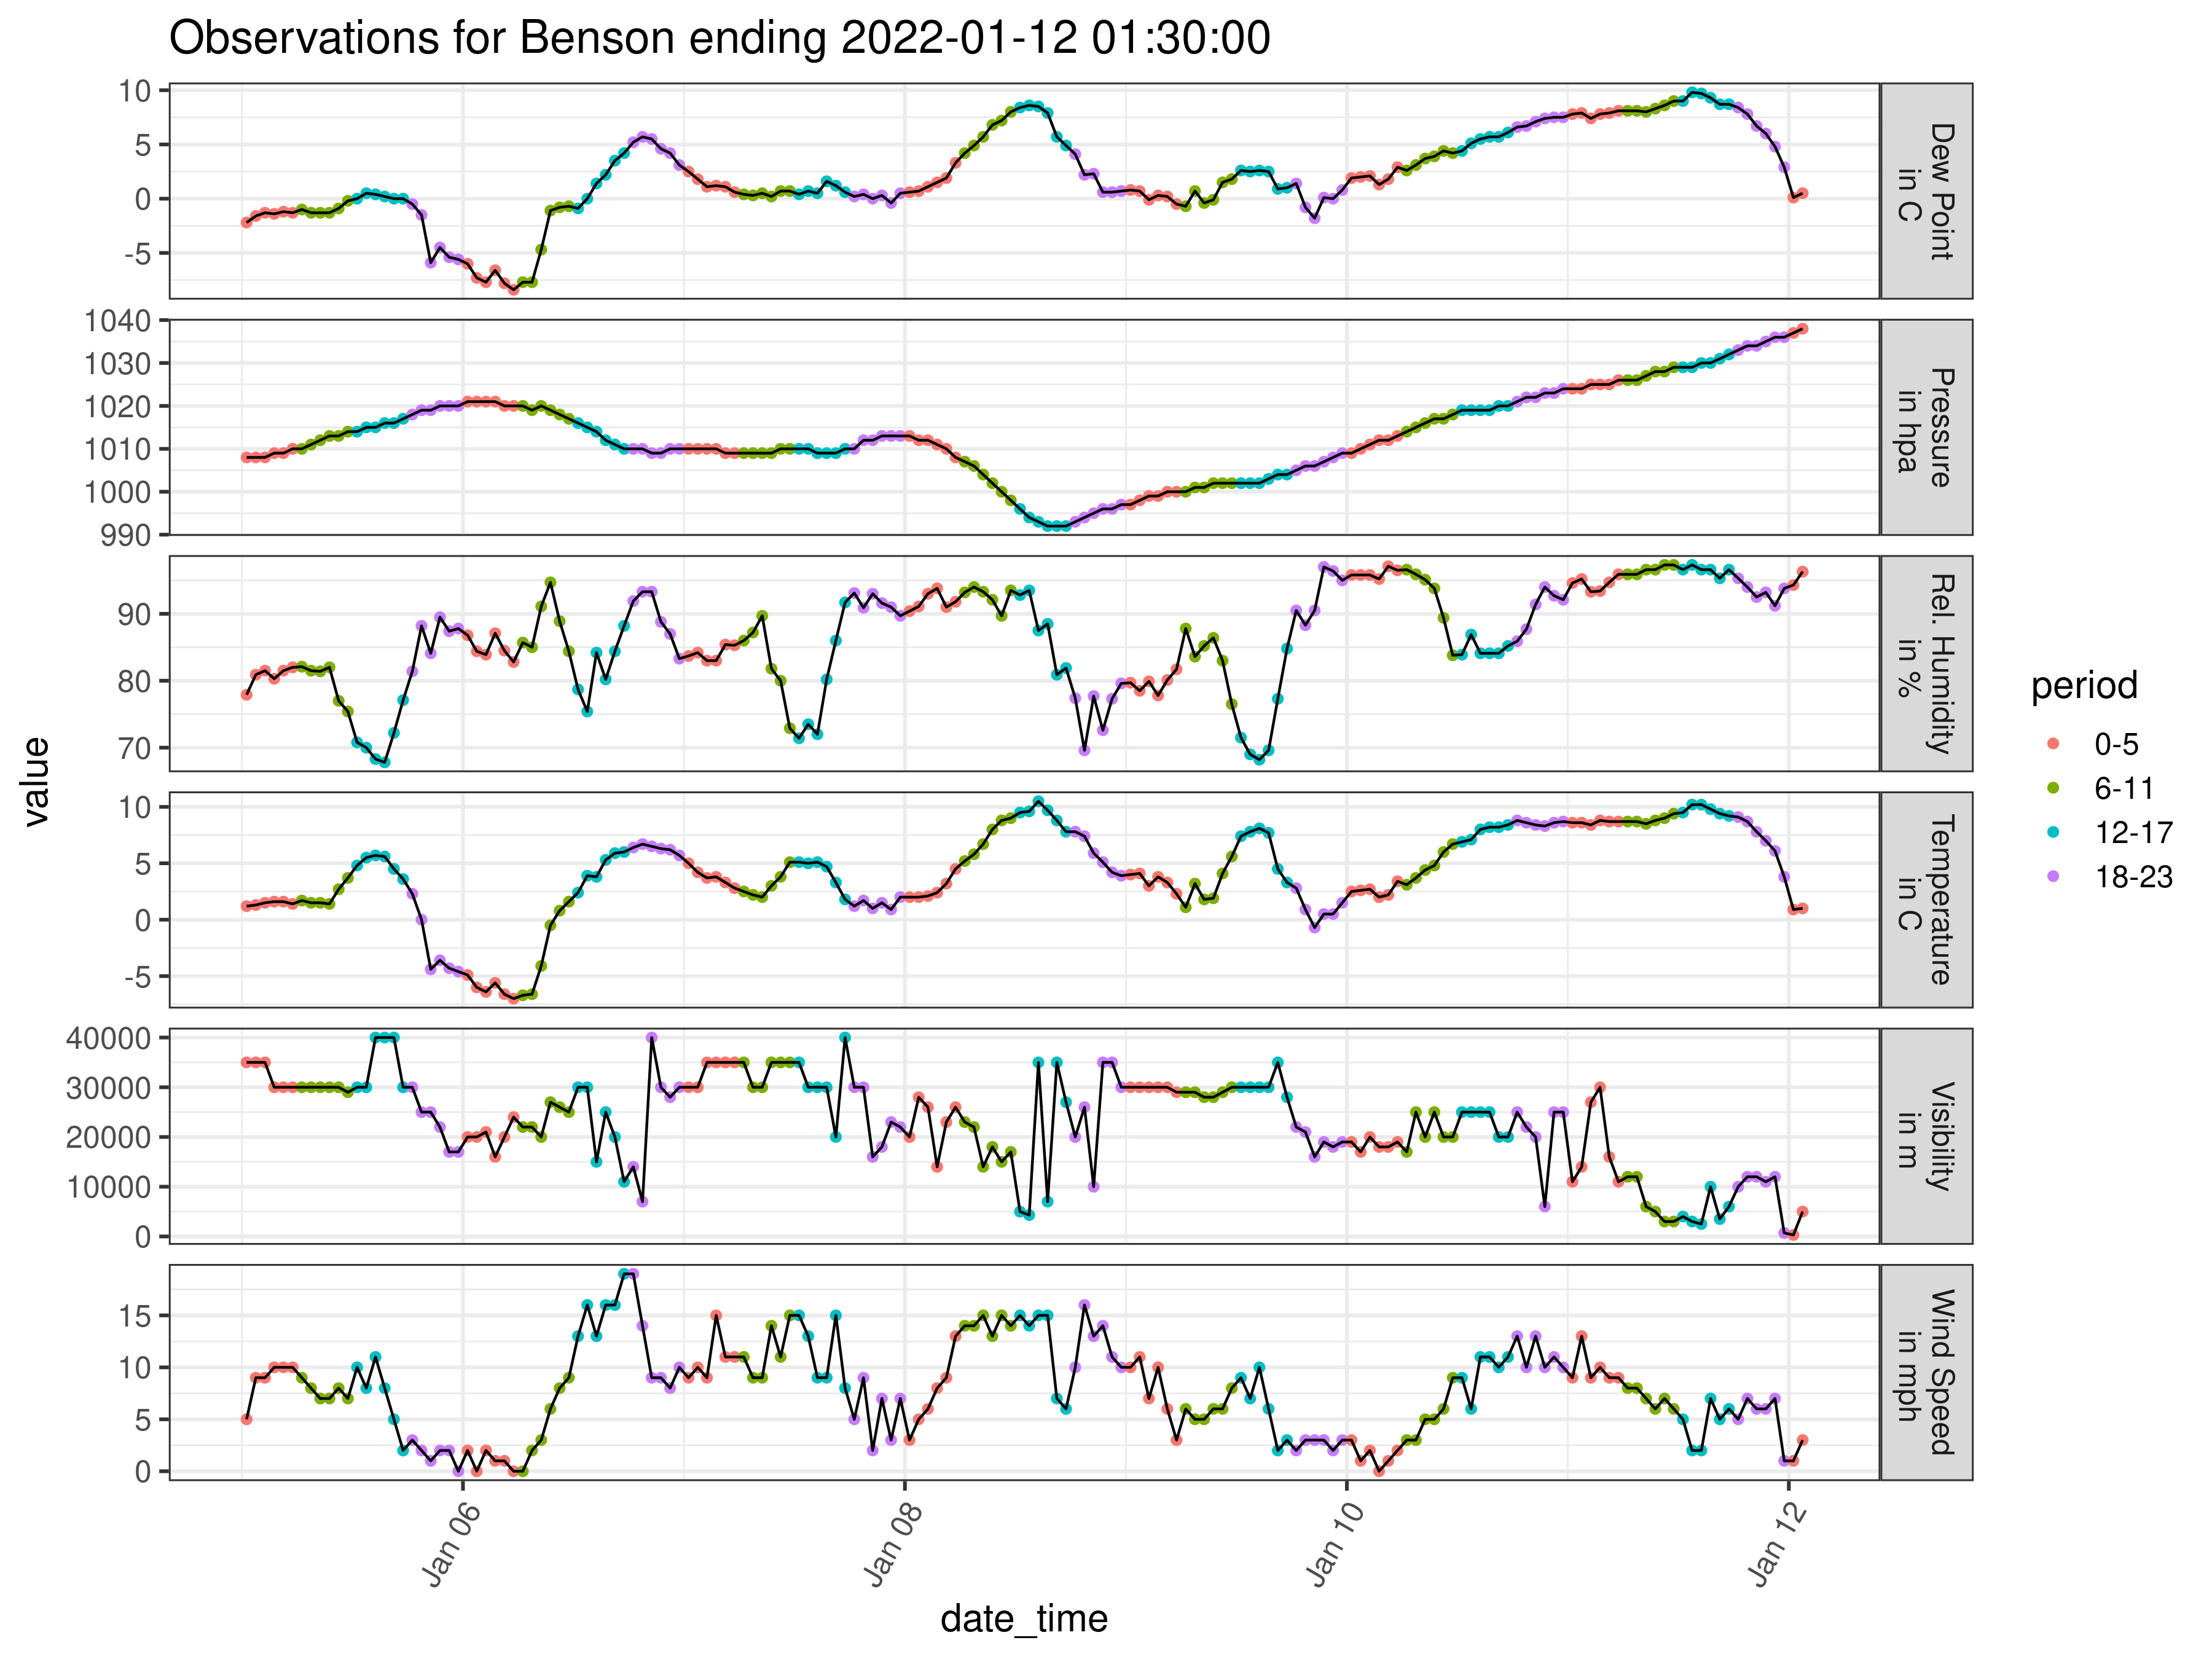 Observations for Benson ending 2022-01-12 01:30:00
value
10
5
0
-5
Dew Point
in C
1040
1030
1020
1010
1000
990
Pressure
in hpa
90
80
70
Rel. Humidity
in %
10
5
0
-5
Temperature
in C
40000
30000
20000
10000
0
Visibility
in m
15
10
5
0
Wind Speed
in mph
Jan 06
Jan 08
Jan 10
Jan 12
date_time
period
0-5
6-11
12-17
18-23